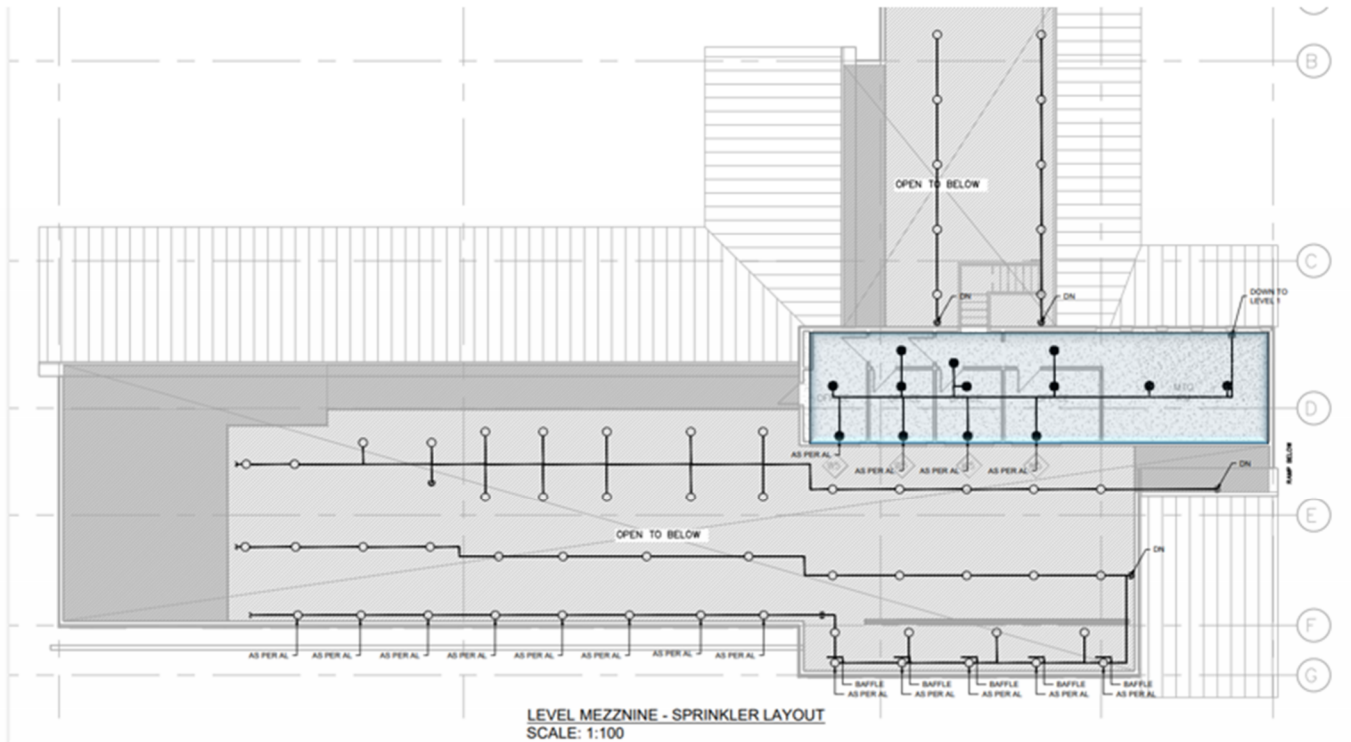 B
OPEN TO BELOW
C
DN
DN
DOWN TO
LEVEL 1
MTG
D
AS PER AL
AS PER AL
AS PER AL
AS PER AL
RAMP BELOW
DN
E
OPEN TO BELOW
DN
F
AS PER AL
AS PER AL
AS PER AL
AS PER AL
AS PER AL
AS PER AL
AS PER AL
AS PER AL
G
BAFFLE
AS PER AL
BAFFLE
AS PER AL
BAFFLE
AS PER AL
BAFFLE
AS PER AL
BAFFLE
AS PER AL
LEVEL MEZZNINE - SPRINKLER LAYOUT
SCALE: 1:100